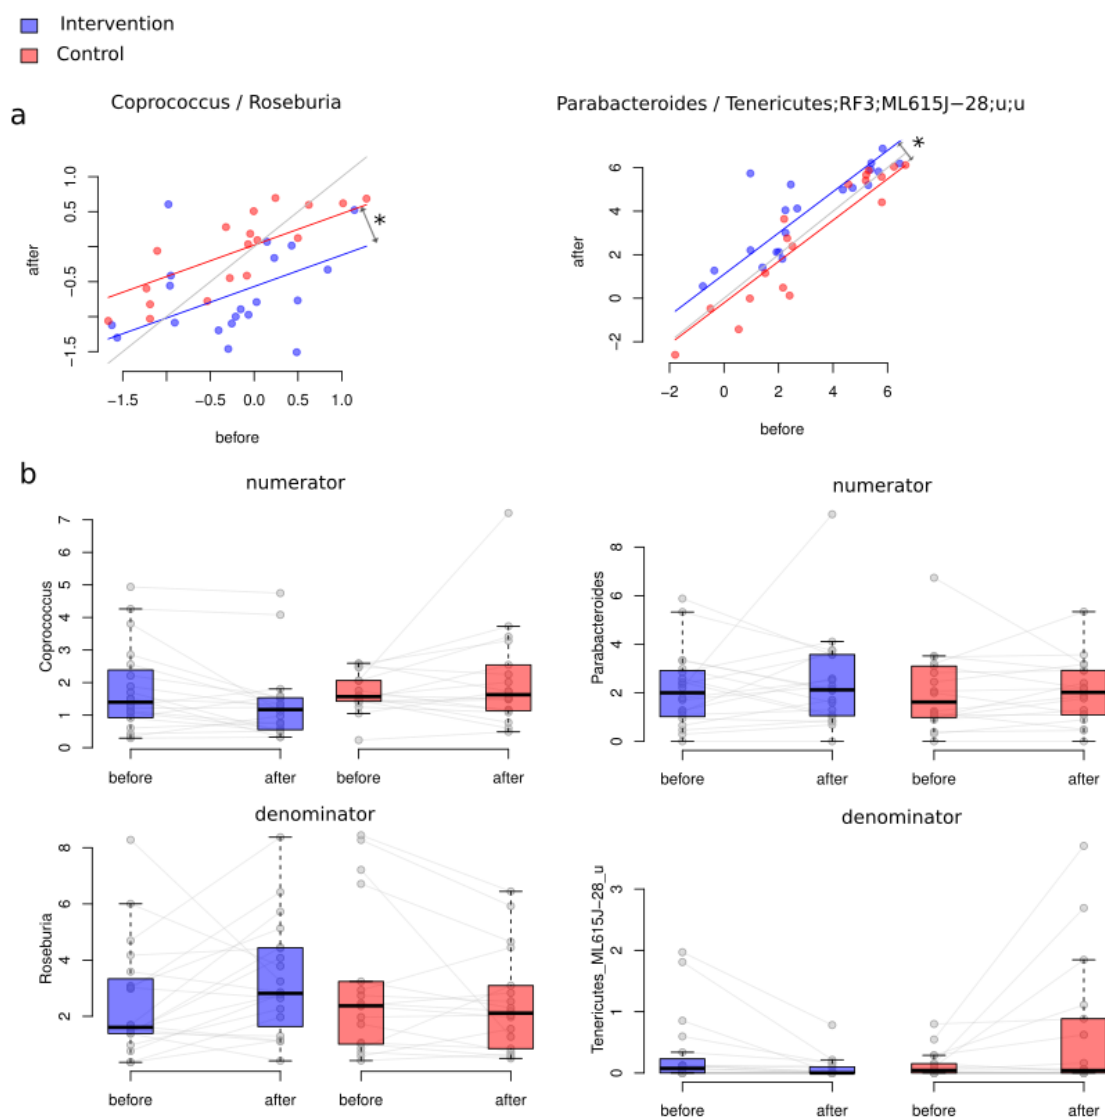 Intervention
Control
a
Coprococcus / Roseburia
after
1.0
0.5
−0.5
−1.5
*
−1.5
−0.5
0.0
0.5
1.0
before
Parabacteroides / Tenericutes;RF3;ML615J−28;u;u
after
6
4
2
0
−2
*
−2
0
2
4
6
before
b
numerator
Coprococcus
7
6
5
4
3
2
1
0
before
after
before
after
numerator
Parabacteroides
8
6
4
2
0
before
after
before
after
denominator
Roseburia
8
6
4
2
before
after
before
after
denominator
Tenericutes_ML615J−28_u
3
2
1
0
before
after
before
after